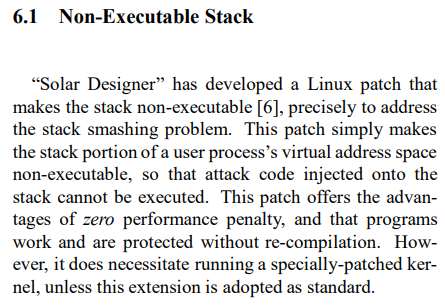 6.1 Non-Executable Stack
“Solar Designer” has developed a Linux patch that
makes the stack non-executable [6], precisely to address
the stack smashing problem. This patch simply makes
the stack portion of a user process’s virtual address space
non-executable, so that attack code injected onto the
stack cannot be executed. This patch offers the advan-
tages of zero performance penalty, and that programs
work and are protected without re-compilation. How-
ever, it does necessitate running a specially-patched ker-
nel, unless this extension is adopted as standard.